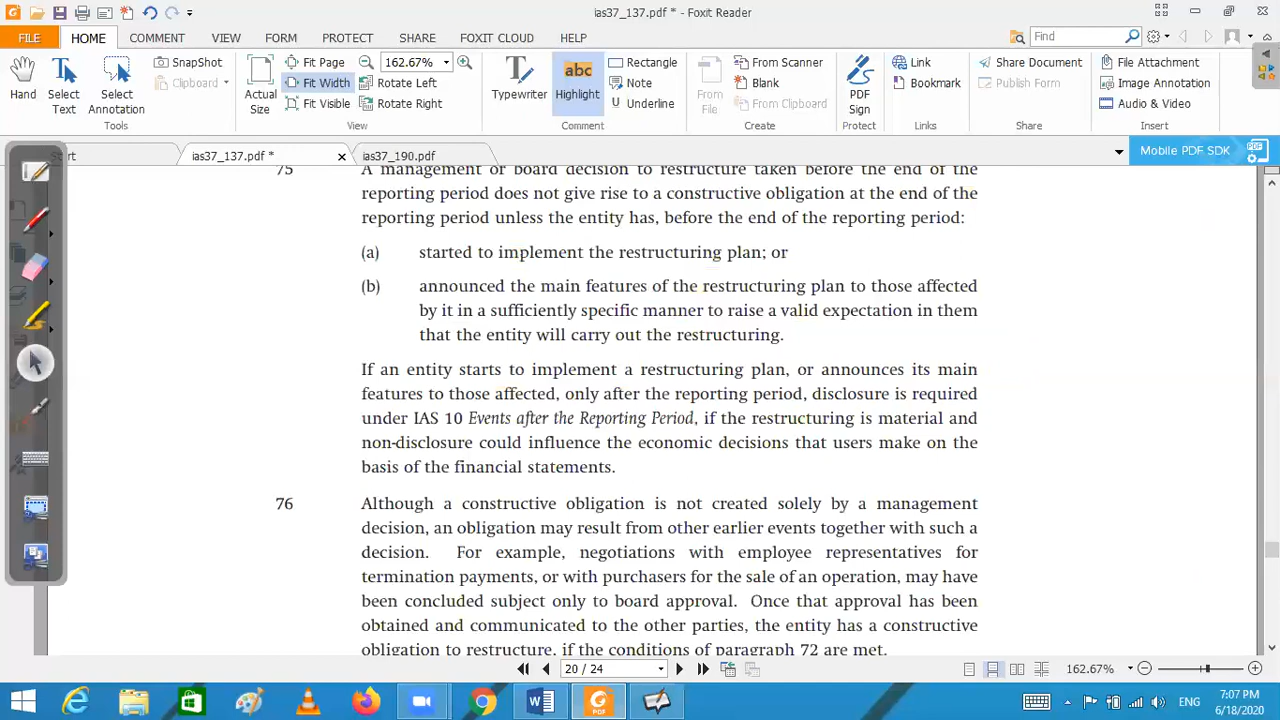 ias37_137.pdf * - Foxit Reader
FILE HOME COMMENT VIEW FORM PROTECT SHARE FOXIT CLOUD HELP Find
Hand Select Text Select Annotation SnapShot Clipboard Tools
Actual Size Fit Page Fit Width Fit Visible 162.67% Rotate Left Rotate Right View
Typewriter abc Highlight Rectangle Note Underline Comment
From File From Scanner Blank From Clipboard Create
PDF Sign Protect
Link Bookmark Links
Share Document Publish Form Share
File Attachment Image Annotation Audio & Video Insert
Start ias37_137.pdf * ias37_190.pdf Mobile PDF SDK
75 A management or board decision to restructure taken before the end of the
reporting period does not give rise to a constructive obligation at the end of the
reporting period unless the entity has, before the end of the reporting period:
(a) started to implement the restructuring plan; or
(b) announced the main features of the restructuring plan to those affected
by it in a sufficiently specific manner to raise a valid expectation in them
that the entity will carry out the restructuring.
If an entity starts to implement a restructuring plan, or announces its main
features to those affected, only after the reporting period, disclosure is required
under IAS 10 Events after the Reporting Period, if the restructuring is material and
non-disclosure could influence the economic decisions that users make on the
basis of the financial statements.
76 Although a constructive obligation is not created solely by a management
decision, an obligation may result from other earlier events together with such a
decision. For example, negotiations with employee representatives for
termination payments, or with purchasers for the sale of an operation, may have
been concluded subject only to board approval. Once that approval has been
obtained and communicated to the other parties, the entity has a constructive
obligation to restructure, if the conditions of paragraph 72 are met.
20 / 24 162.67%
ENG 7:07 PM
6/18/2020